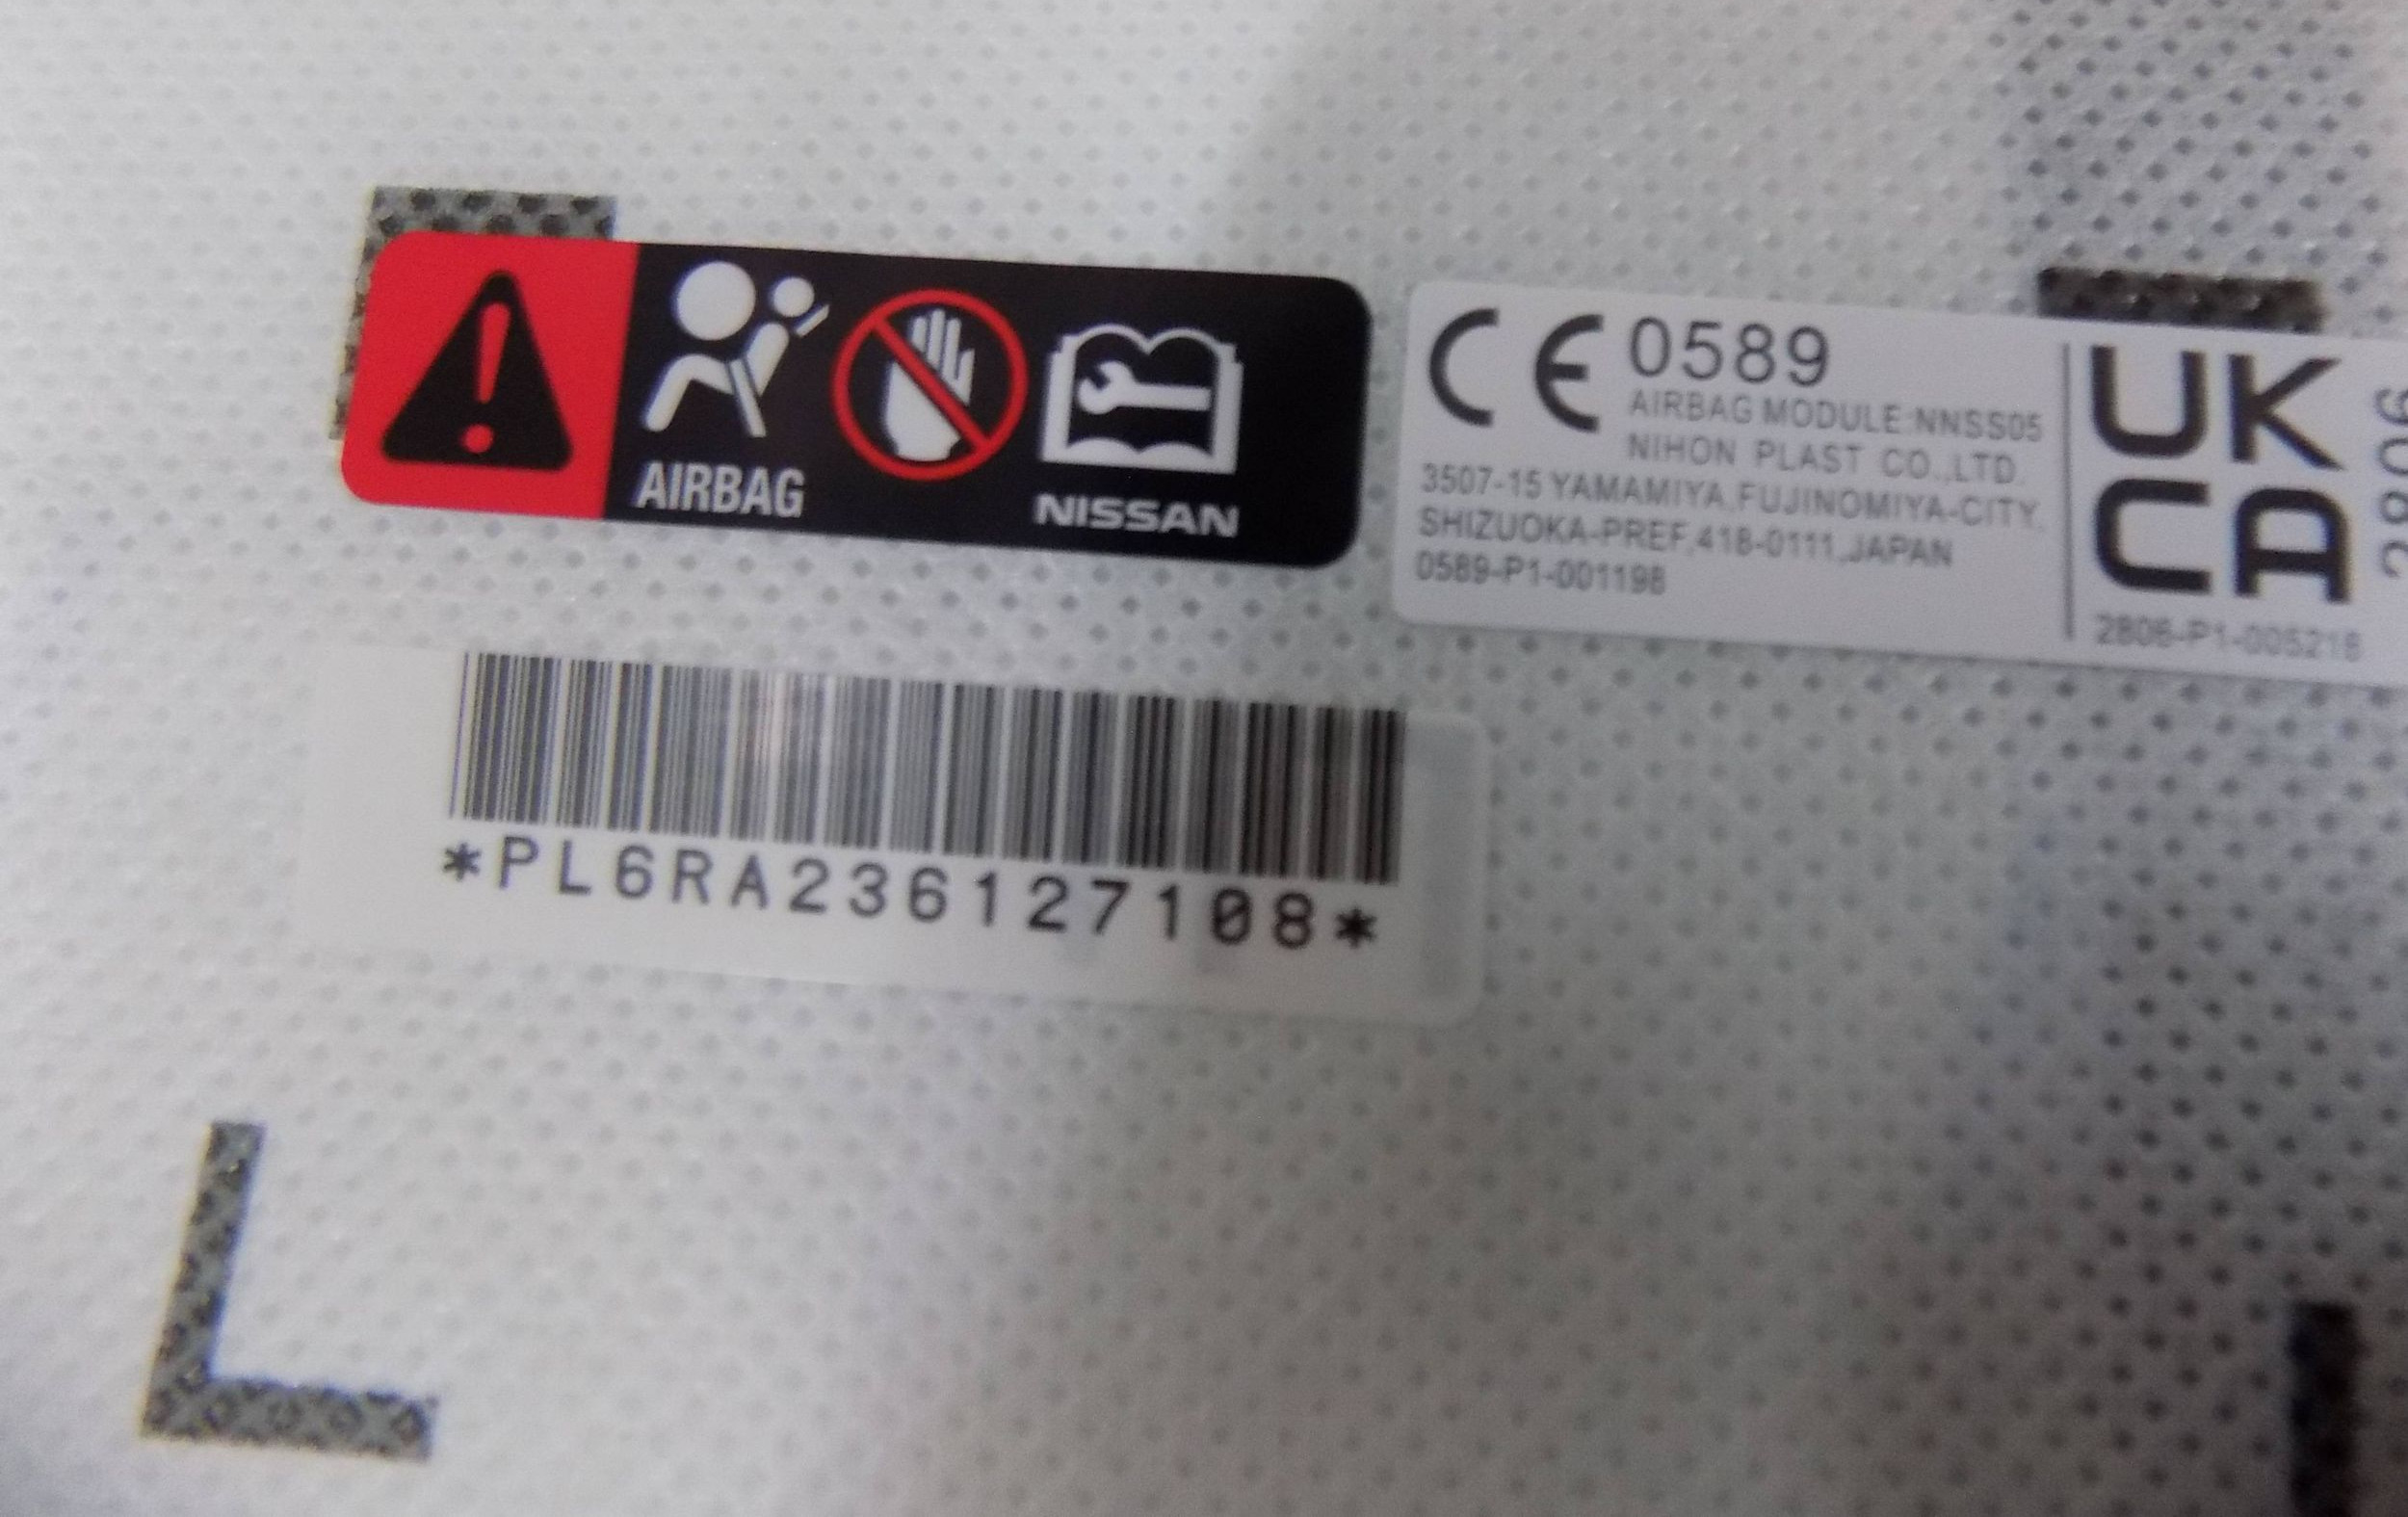 AIRBAG
NISSAN
CE 0589
AIRBAG MODULE:NNSS05
NIHON PLAST CO.,LTD.
3507-15 YAMAMIYA,FUJINOMIYA-CITY,
SHIZUOKA-PREF,418-0111,JAPAN
0589-P1-001198
UK
CA
2806-P1-005218
2806
*PL6RA236127108*
L